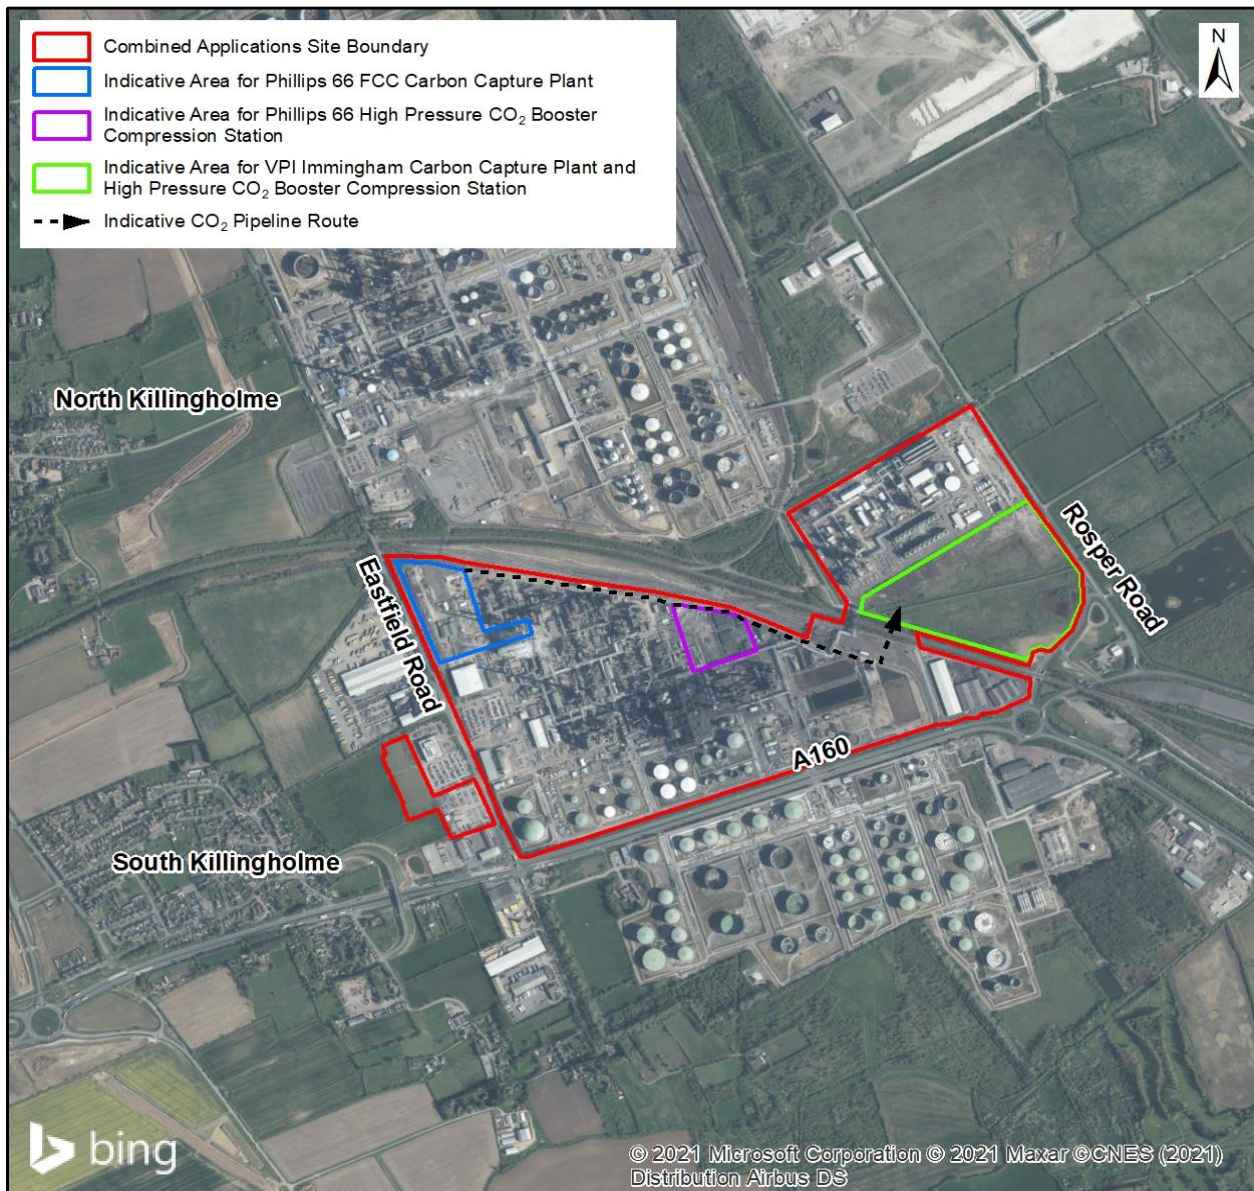 Combined Applications Site Boundary
Indicative Area for Phillips 66 FCC Carbon Capture Plant
Indicative Area for Phillips 66 High Pressure CO₂ Booster
Compression Station
Indicative Area for VPI Immingham Carbon Capture Plant and
High Pressure CO₂ Booster Compression Station
Indicative CO₂ Pipeline Route
N
North Killingholme
Rosper Road
Eastfield Road
A160
South Killingholme
bing
© 2021 Microsoft Corporation © 2021 Maxar ©CNES (2021)
Distribution Airbus DS